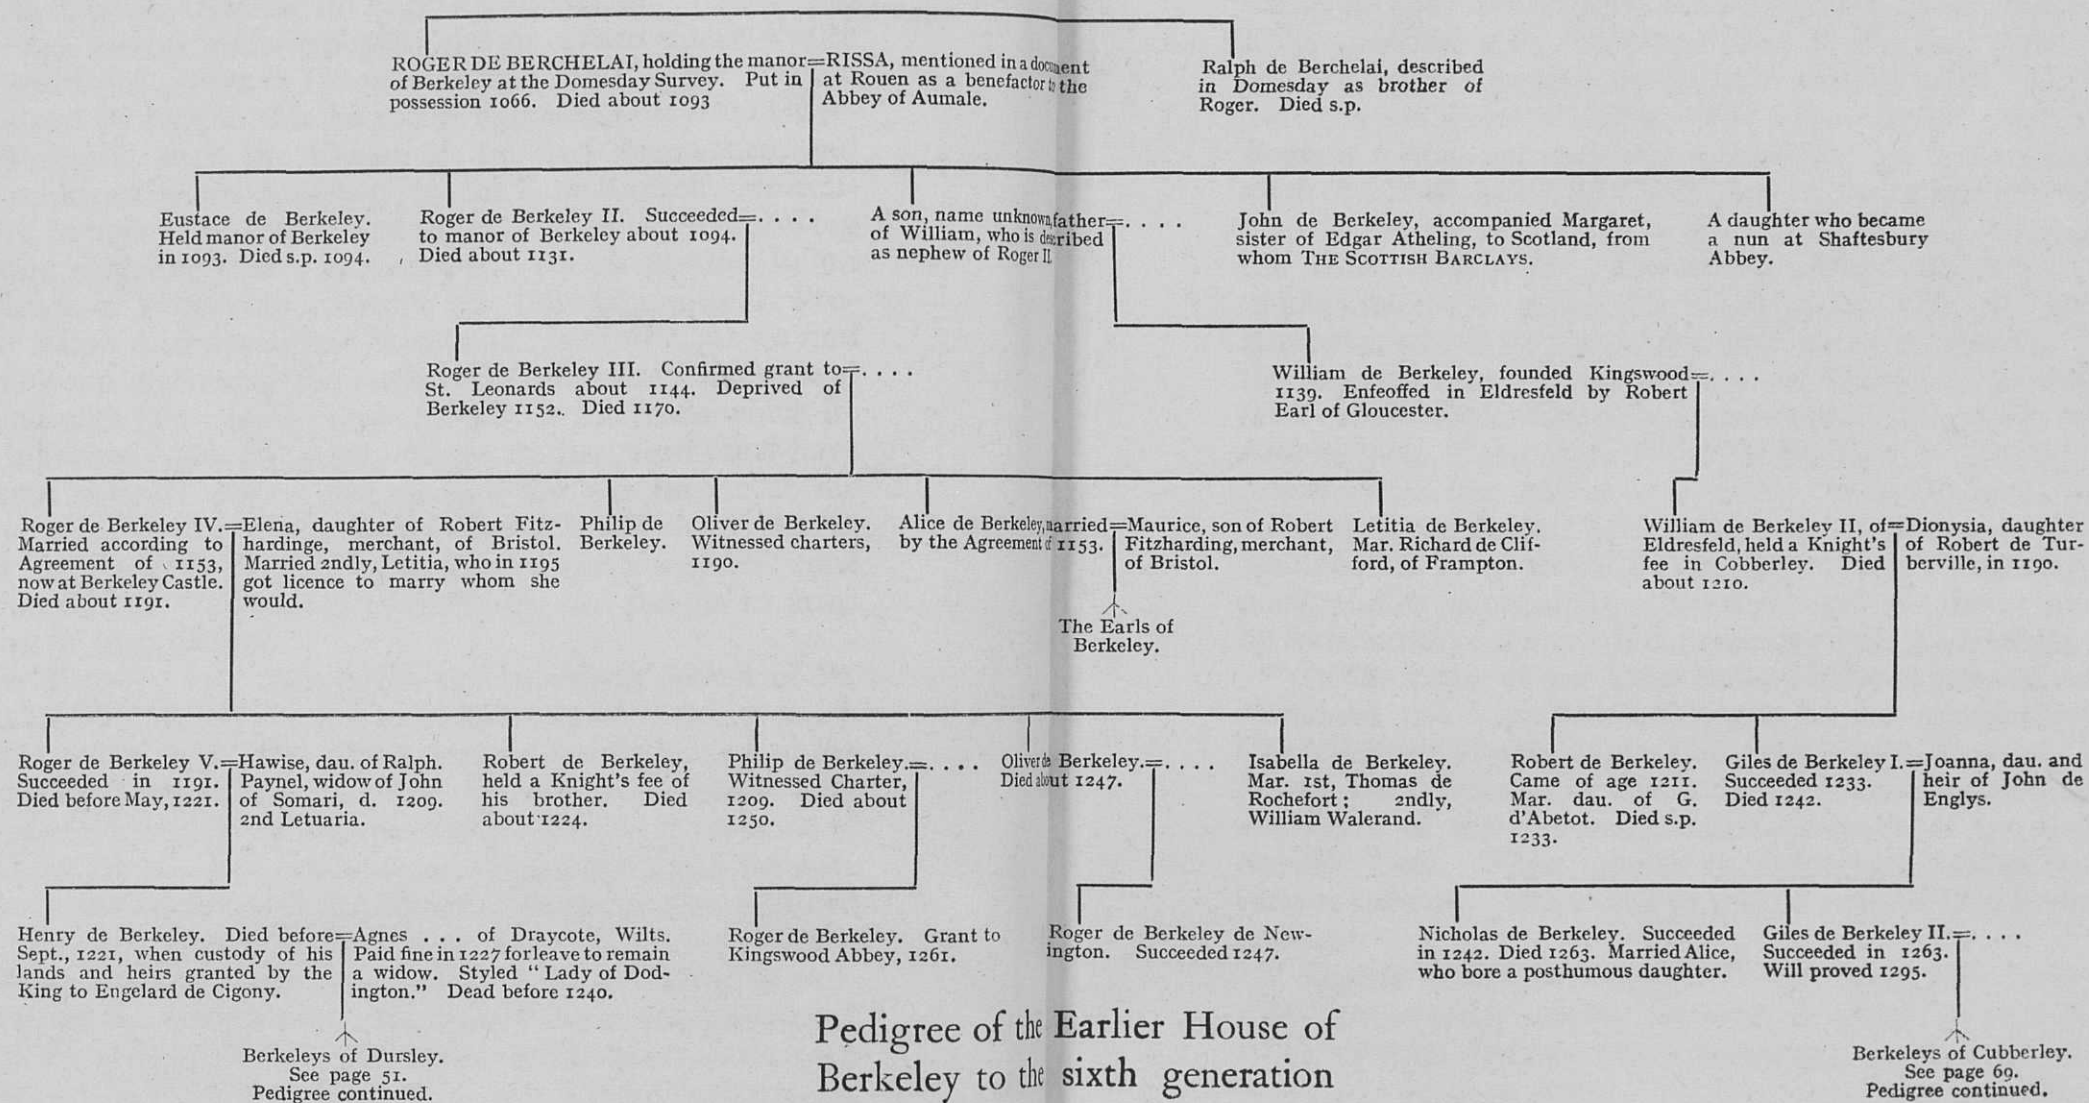 ROGER DE BERCHELAI, holding the manor=RISSA, mentioned in a document
of Berkeley at the Domesday Survey. Put in at Rouen as a benefactor to the
possession 1066. Died about 1093 Abbey of Aumale.
Ralph de Berchelai, described
in Domesday as brother of
Roger. Died s.p.
Eustace de Berkeley.
Held manor of Berkeley
in 1093. Died s.p. 1094.
Roger de Berkeley II. Succeeded=. . . .
to manor of Berkeley about 1094.
Died about 1131.
A son, name unknown, father=. . . .
of William, who is described
as nephew of Roger II.
John de Berkeley, accompanied Margaret,
sister of Edgar Atheling, to Scotland, from
whom THE SCOTTISH BARCLAYS.
A daughter who became
a nun at Shaftesbury
Abbey.
Roger de Berkeley III. Confirmed grant to=. . . .
St. Leonards about 1144. Deprived of
Berkeley 1152. Died 1170.
William de Berkeley, founded Kingswood=. . . .
1139. Enfeoffed in Eldresfeld by Robert
Earl of Gloucester.
Roger de Berkeley IV.=
Married according to
Agreement of 1153,
now at Berkeley Castle.
Died about 1191.
Elena, daughter of Robert Fitz-
hardinge, merchant, of Bristol.
Married 2ndly, Letitia, who in 1195
got licence to marry whom she
would.
Philip de
Berkeley.
Oliver de Berkeley.
Witnessed charters,
1190.
Alice de Berkeley, married=
by the Agreement of 1153.
Maurice, son of Robert
Fitzharding, merchant,
of Bristol.
The Earls of
Berkeley.
Letitia de Berkeley.
Mar. Richard de Clif-
ford, of Frampton.
William de Berkeley II, of=
Eldresfeld, held a Knight's
fee in Cobberley. Died
about 1210.
Dionysia, daughter
of Robert de Tur-
berville, in 1190.
Roger de Berkeley V.=
Succeeded in 1191.
Died before May, 1221.
Hawise, dau. of Ralph.
Paynel, widow of John
of Somari, d. 1209.
2nd Letuaria.
Robert de Berkeley,
held a Knight's fee of
his brother. Died
about 1224.
Philip de Berkeley.=. . . .
Witnessed Charter,
1209. Died about
1250.
Oliver de Berkeley.=. . . .
Died about 1247.
Isabella de Berkeley.
Mar. 1st, Thomas de
Rochefort; 2ndly,
William Walerand.
Robert de Berkeley.
Came of age 1211.
Mar. dau. of G.
d'Abetot. Died s.p.
1233.
Giles de Berkeley I.=
Succeeded 1233.
Died 1242.
Joanna, dau. and
heir of John de
Englys.
Henry de Berkeley. Died before=
Sept., 1221, when custody of his
lands and heirs granted by the
King to Engelard de Cigony.
Agnes . . . of Draycote, Wilts.
Paid fine in 1227 for leave to remain
a widow. Styled "Lady of Dod-
ington." Dead before 1240.
Berkeleys of Dursley.
See page 51.
Pedigree continued.
Roger de Berkeley. Grant to
Kingswood Abbey, 1261.
Roger de Berkeley de New-
ington. Succeeded 1247.
Nicholas de Berkeley. Succeeded
in 1242. Died 1263. Married Alice,
who bore a posthumous daughter.
Giles de Berkeley II.=. . . .
Succeeded in 1263.
Will proved 1295.
Berkeleys of Cubberley.
See page 69.
Pedigree continued.
Pedigree of the Earlier House of
Berkeley to the sixth generation